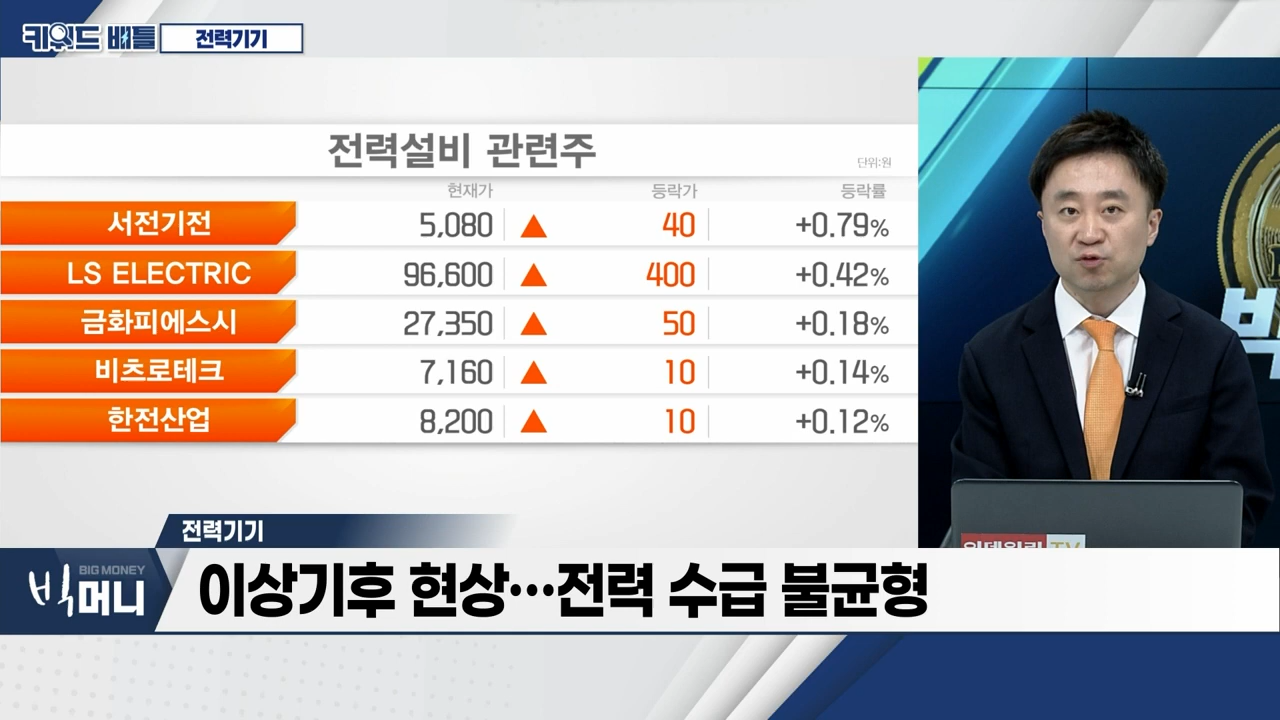 키워드 배틀 전력기기
전력설비 관련주
단위:원
현재가 등락가 등락률
서전기전 5,080 ▲ 40 +0.79%
LS ELECTRIC 96,600 ▲ 400 +0.42%
금화피에스시 27,350 ▲ 50 +0.18%
비츠로테크 7,160 ▲ 10 +0.14%
한전산업 8,200 ▲ 10 +0.12%
전력기기
BIG MONEY
빅머니
이상기후 현상…전력 수급 불균형
이데일리 TV